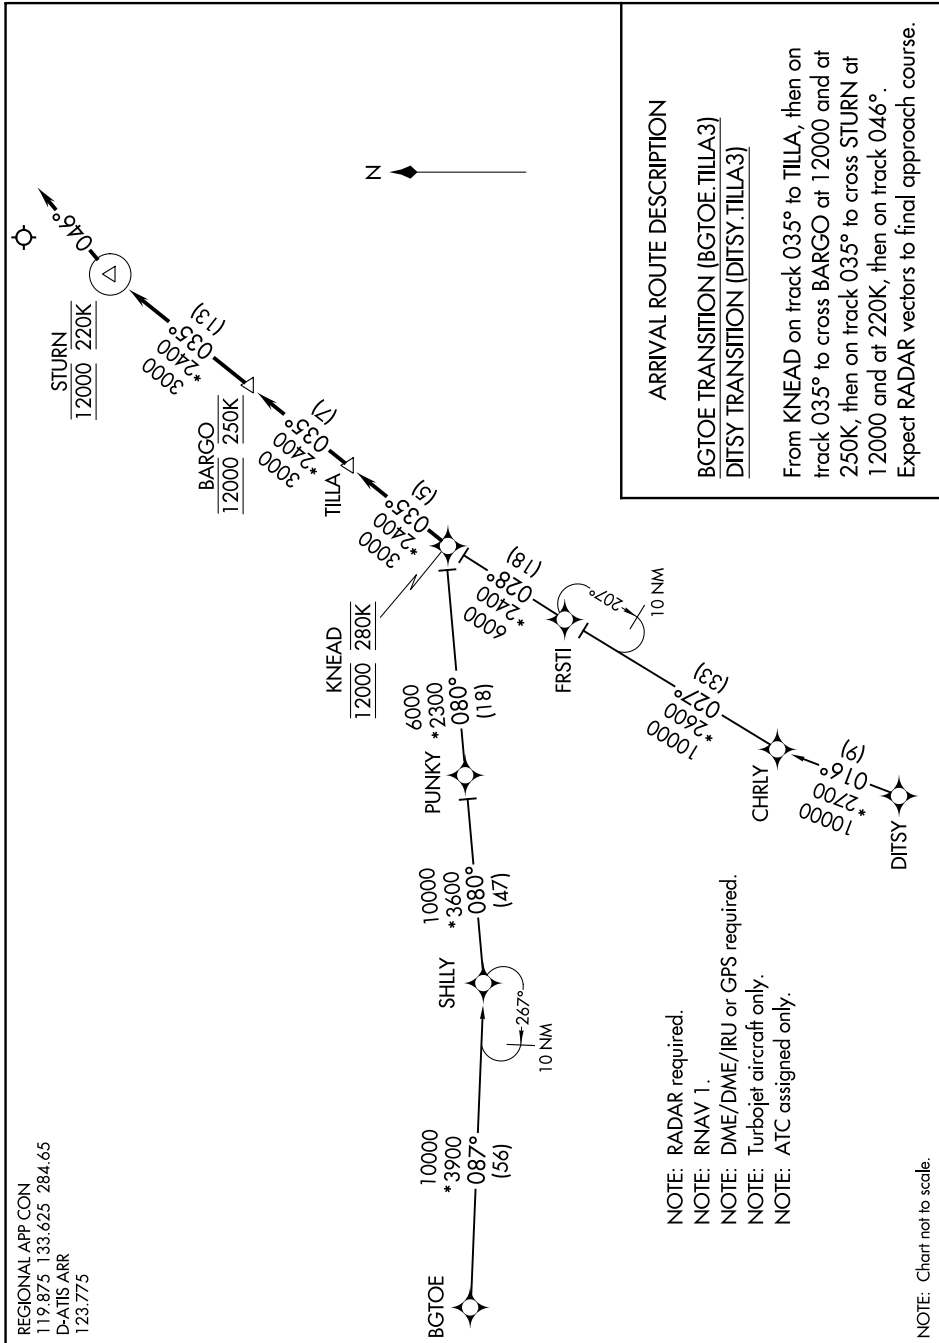 REGIONAL APP CON
119.875 133.625 284.65
D-ATIS ARR
123.775
BGTOE
10000
*3900
087°
(56)
SHLLY
267°
10 NM
10000
*3600
080°
(47)
PUNKY
6000
*2300
080°
(18)
KNEAD
12000 280K
DITSY
10000
*2700
016°
(9)
CHRLY
10000
*2600
027°
(33)
FRSTI
207°
10 NM
6000
*2400
028°
(18)
3000
*2400
035°
(5)
TILLA
3000
*2400
035°
(7)
BARGO
12000 250K
3000
*2400
035°
(13)
STURN
12000 220K
046°
N
NOTE: RADAR required.
NOTE: RNAV 1.
NOTE: DME/DME/IRU or GPS required.
NOTE: Turbojet aircraft only.
NOTE: ATC assigned only.
ARRIVAL ROUTE DESCRIPTION
BGTOE TRANSITION (BGTOE.TILLA3)
DITSY TRANSITION (DITSY.TILLA3)
From KNEAD on track 035° to TILLA, then on
track 035° to cross BARGO at 12000 and at
250K, then on track 035° to cross STURN at
12000 and at 220K, then on track 046°.
Expect RADAR vectors to final approach course.
NOTE: Chart not to scale.